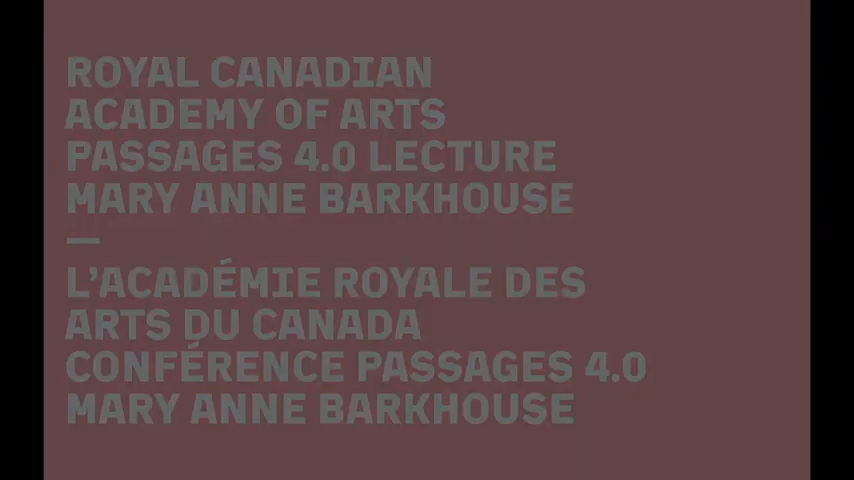 ROYAL CANADIAN
ACADEMY OF ARTS
PASSAGES 4.0 LECTURE
MARY ANNE BARKHOUSE
—
L’ACADÉMIE ROYALE DES
ARTS DU CANADA
CONFÉRENCE PASSAGES 4.0
MARY ANNE BARKHOUSE